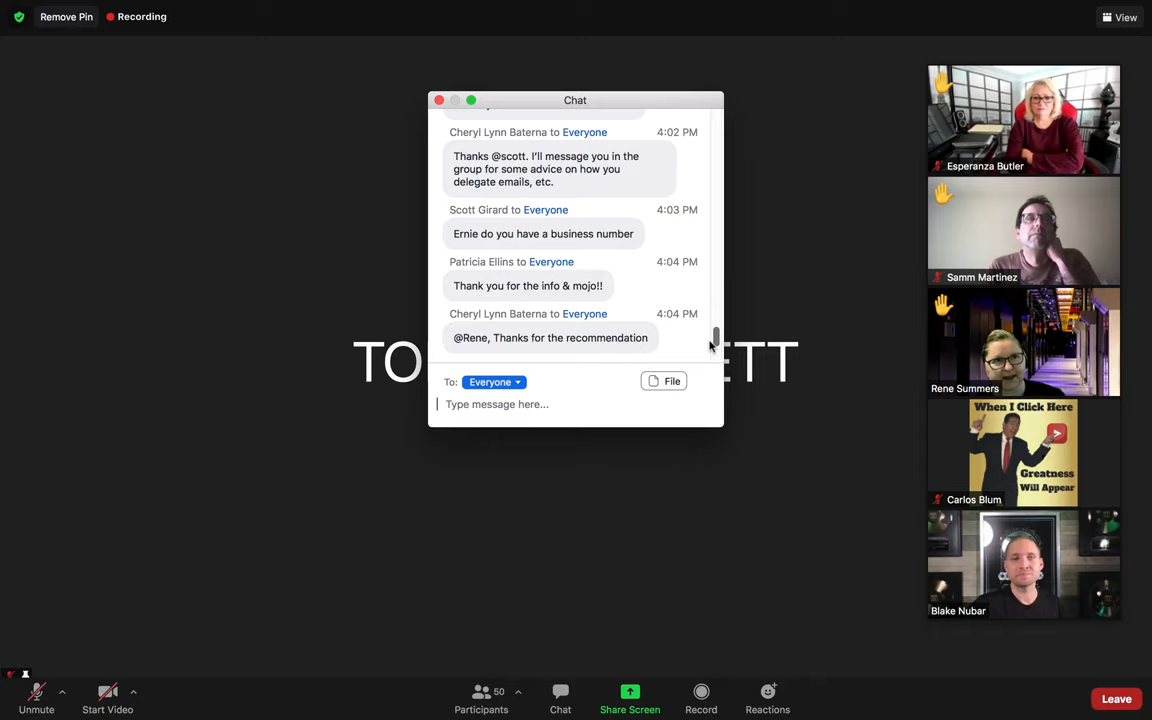 Remove Pin
Recording
View
Chat
Cheryl Lynn Baterna to Everyone 4:02 PM
Thanks @scott. I'll message you in the
group for some advice on how you
delegate emails, etc.
Scott Girard to Everyone 4:03 PM
Ernie do you have a business number
Patricia Ellins to Everyone 4:04 PM
Thank you for the info & mojo!!
Cheryl Lynn Baterna to Everyone 4:04 PM
@Rene, Thanks for the recommendation
To: Everyone
File
Type message here...
TO
ETT
Esperanza Butler
Samm Martinez
Rene Summers
When I Click Here
Greatness
Will Appear
Carlos Blum
Blake Nubar
Unmute
Start Video
50
Participants
Chat
Share Screen
Record
Reactions
Leave